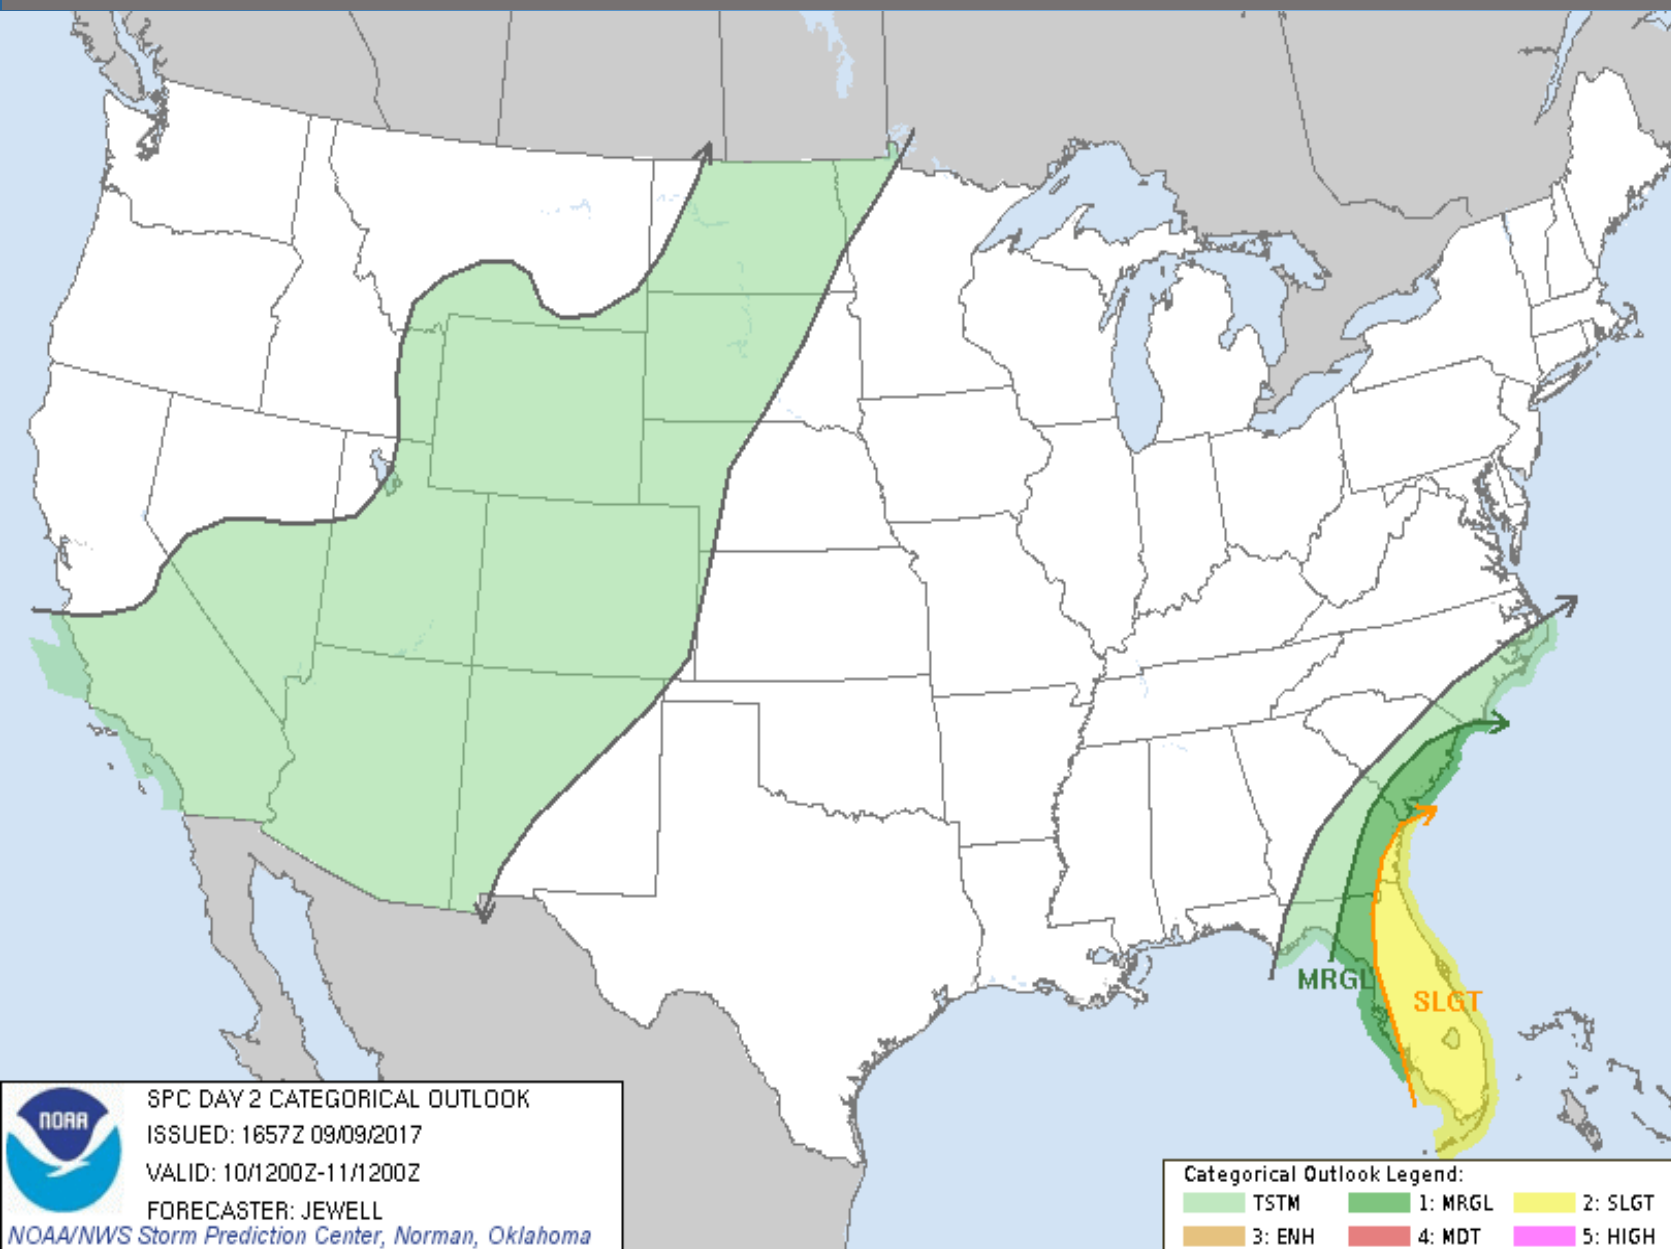 MRGL
SLGT
NOAA
SPC DAY 2 CATEGORICAL OUTLOOK
ISSUED: 1657Z 09/09/2017
VALID: 10/1200Z-11/1200Z
FORECASTER: JEWELL
NOAA/NWS Storm Prediction Center, Norman, Oklahoma
Categorical Outlook Legend:
TSTM 1: MRGL 2: SLGT
3: ENH 4: MDT 5: HIGH